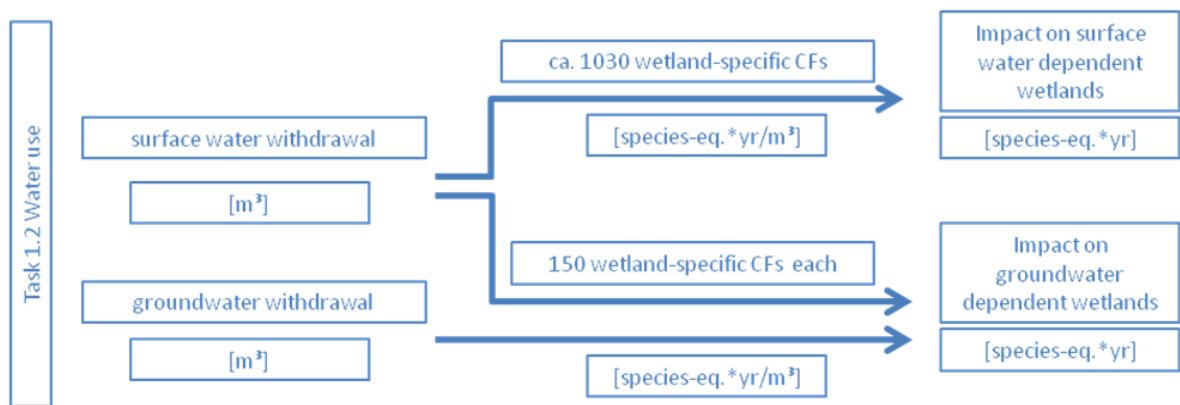 Task 1.2 Water use
surface water withdrawal
[m³]
groundwater withdrawal
[m³]
ca. 1030 wetland-specific CFs
[species-eq.*yr/m³]
150 wetland-specific CFs each
[species-eq.*yr/m³]
Impact on surface
water dependent
wetlands
[species-eq.*yr]
Impact on
groundwater
dependent wetlands
[species-eq.*yr]